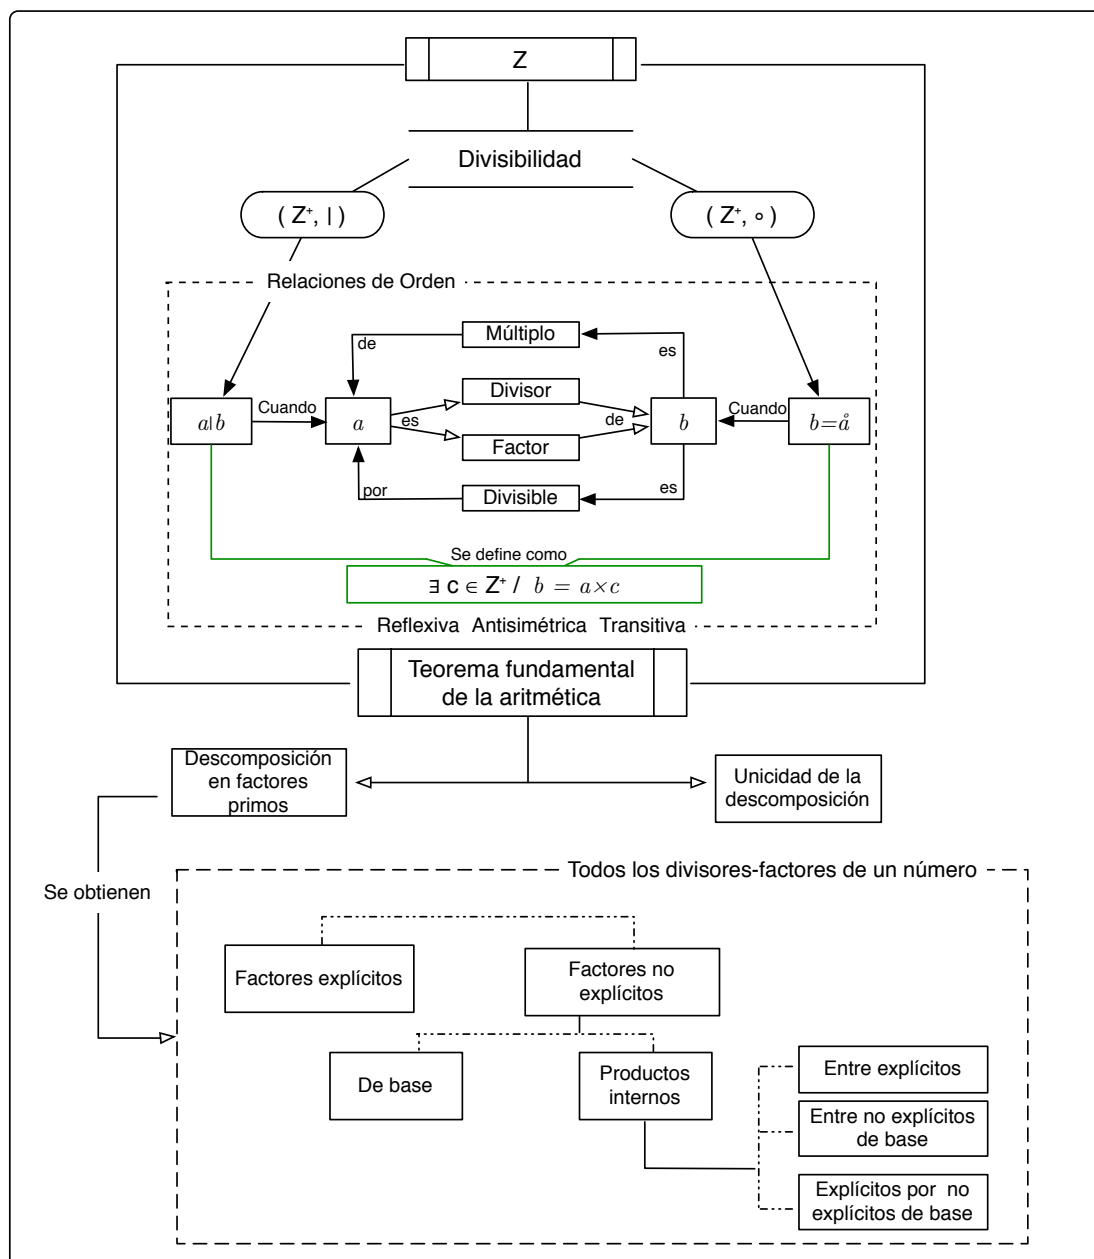 Z
Divisibilidad
( Z⁺, | )
( Z⁺, ∘ )
Relaciones de Orden
Múltiplo
de
es
Divisor
a|b
Cuando
a
es
de
b
Cuando
b=å
Factor
por
Divisible
es
Se define como
∃ c ∈ Z⁺ / b = a×c
Reflexiva Antisimétrica Transitiva
Teorema fundamental
de la aritmética
Descomposición
en factores
primos
Unicidad de la
descomposición
Se obtienen
Todos los divisores-factores de un número
Factores explícitos
Factores no
explícitos
De base
Productos
internos
Entre explícitos
Entre no explícitos
de base
Explícitos por no
explícitos de base